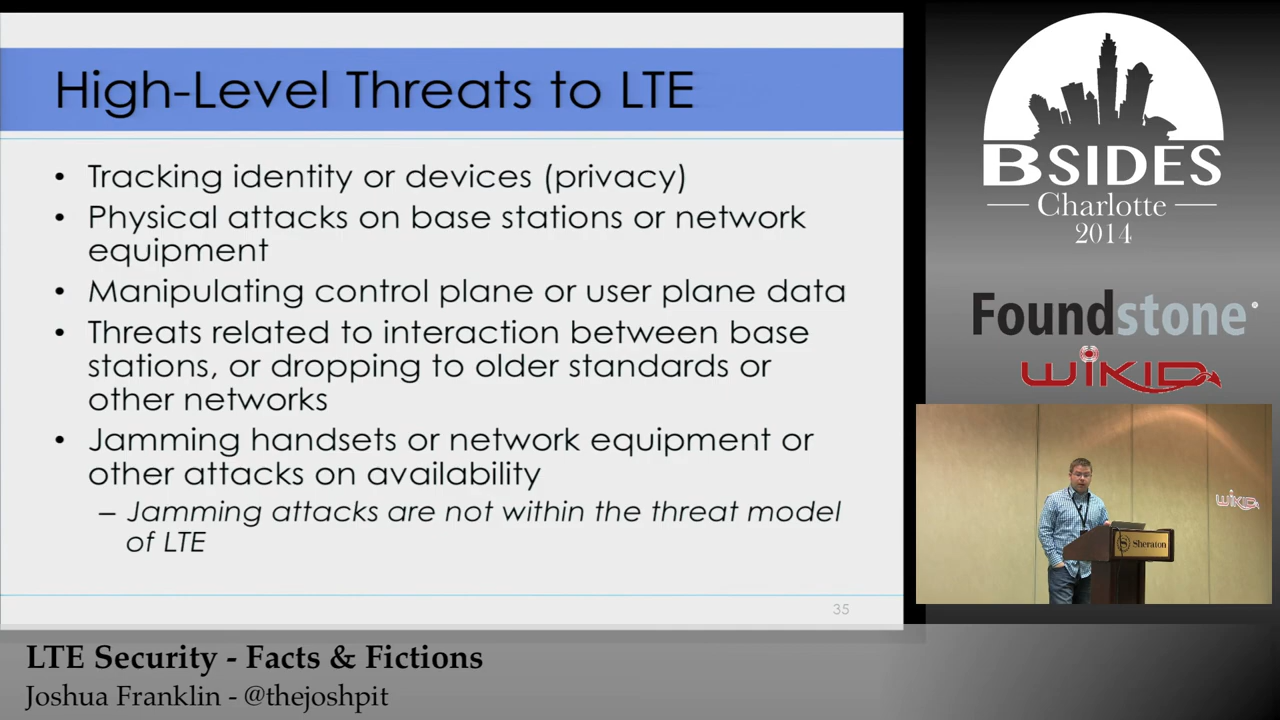 High-Level Threats to LTE
• Tracking identity or devices (privacy)
• Physical attacks on base stations or network
equipment
• Manipulating control plane or user plane data
• Threats related to interaction between base
stations, or dropping to older standards or
other networks
• Jamming handsets or network equipment or
other attacks on availability
– Jamming attacks are not within the threat model
of LTE
35
BSIDES
Charlotte
2014
Foundstone®
WiKID
WiKID
Sheraton
LTE Security - Facts & Fictions
Joshua Franklin - @thejoshpit